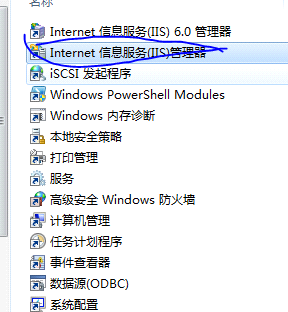 名称
Internet 信息服务(IIS) 6.0 管理器
Internet 信息服务(IIS)管理器
iSCSI 发起程序
Windows PowerShell Modules
Windows 内存诊断
本地安全策略
打印管理
服务
高级安全 Windows 防火墙
计算机管理
任务计划程序
事件查看器
数据源(ODBC)
系统配置